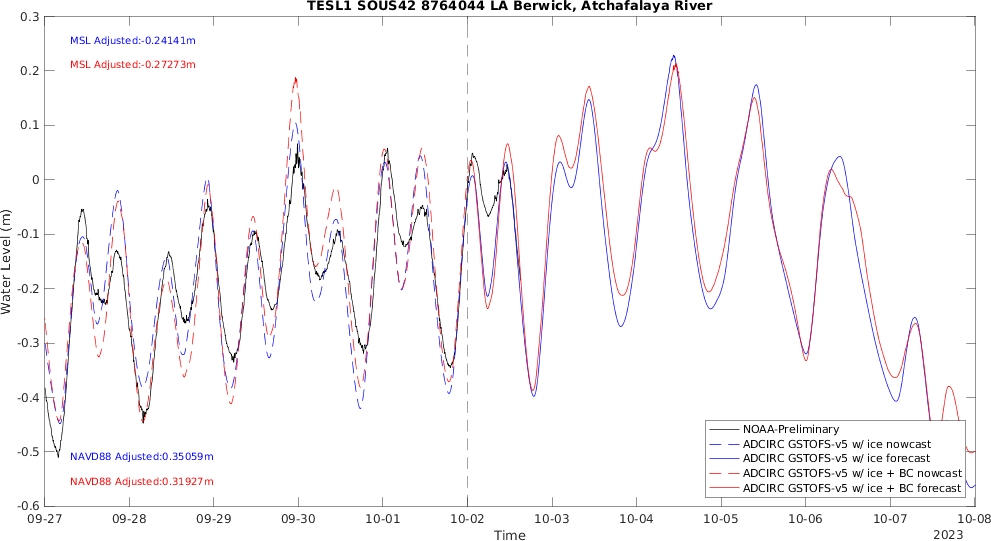 TESL1 SOUS42 8764044 LA Berwick, Atchafalaya River
MSL Adjusted:-0.24141m
MSL Adjusted:-0.27273m
0.3
0.2
0.1
0
-0.1
-0.2
-0.3
-0.4
-0.5
-0.6
Water Level (m)
NAVD88 Adjusted:0.35059m
NAVD88 Adjusted:0.31927m
NOAA-Preliminary
ADCIRC GSTOFS-v5 w/ ice nowcast
ADCIRC GSTOFS-v5 w/ ice forecast
ADCIRC GSTOFS-v5 w/ ice + BC nowcast
ADCIRC GSTOFS-v5 w/ ice + BC forecast
09-27 09-28 09-29 09-30 10-01 10-02 10-03 10-04 10-05 10-06 10-07 10-08
Time
2023